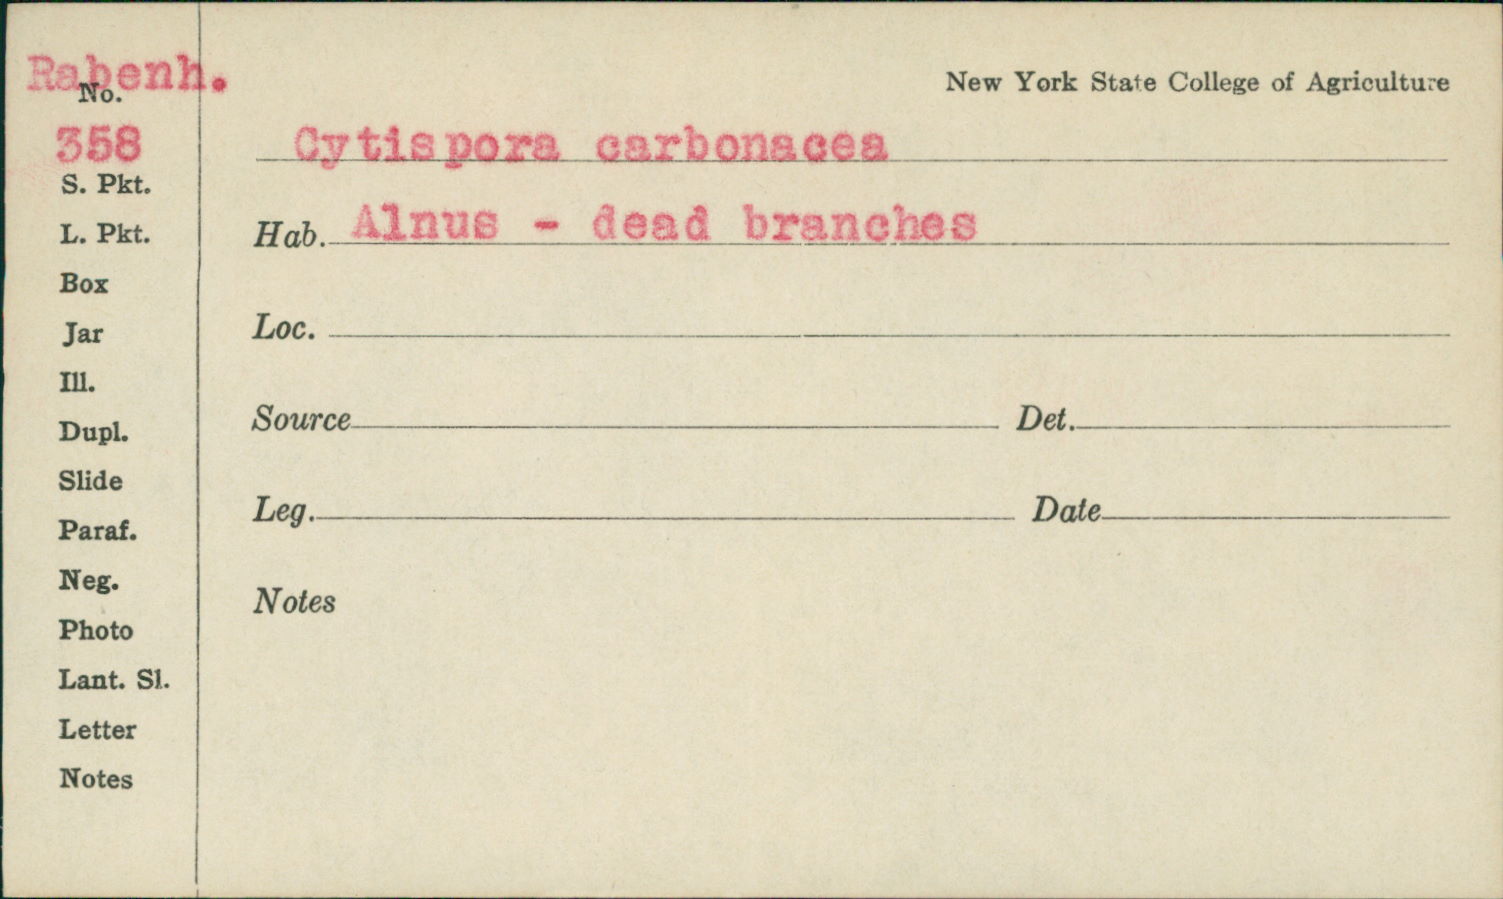 Rabenh.
No.
New York State College of Agriculture
358
Cytispora carbonacea
S. Pkt.
Hab. Alnus - dead branches
L. Pkt.
Box
Jar
Loc.
Ill.
Dupl.
Source Det.
Slide
Leg. Date
Paraf.
Neg.
Notes
Photo
Lant. Sl.
Letter
Notes